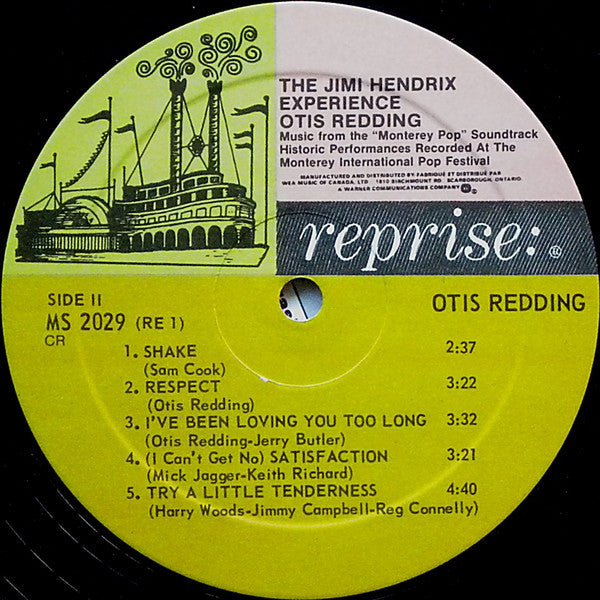 THE JIMI HENDRIX
EXPERIENCE
OTIS REDDING
Music from the "Monterey Pop" Soundtrack
Historic Performances Recorded At The
Monterey International Pop Festival
MANUFACTURED AND DISTRIBUTED BY FABRIQUÉ ET DISTRIBUÉ PAR
WEA MUSIC OF CANADA, LTD 1810 BIRCHMOUNT RD. SCARBOROUGH, ONTARIO.
A WARNER COMMUNICATIONS COMPANY
reprise: ®
SIDE II
OTIS REDDING
MS 2029 (RE 1)
CR
1. SHAKE 2:37
(Sam Cook)
2. RESPECT 3:22
(Otis Redding)
3. I'VE BEEN LOVING YOU TOO LONG 3:32
(Otis Redding-Jerry Butler)
4. (I Can't Get No) SATISFACTION 3:21
(Mick Jagger-Keith Richard)
5. TRY A LITTLE TENDERNESS 4:40
(Harry Woods-Jimmy Campbell-Reg Connelly)